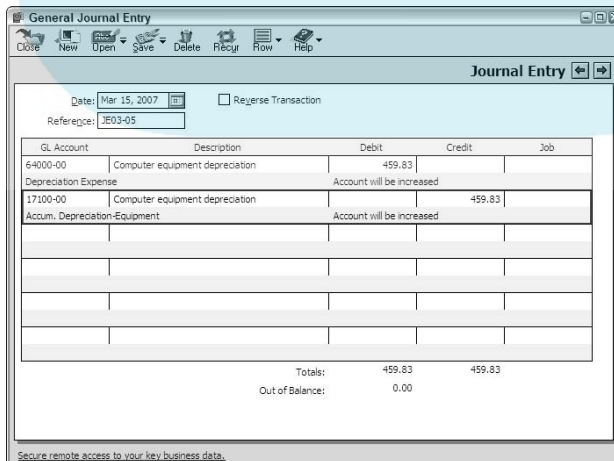 General Journal Entry
Close New Open Save Delete Recur Row Help
Journal Entry
Date: Mar 15, 2007 Reverse Transaction
Reference: JE03-05
GL Account Description Debit Credit Job
64000-00 Computer equipment depreciation 459.83
Depreciation Expense Account will be increased
17100-00 Computer equipment depreciation 459.83
Accum. Depreciation-Equipment Account will be increased
Totals: 459.83 459.83
Out of Balance: 0.00
Secure remote access to your key business data.